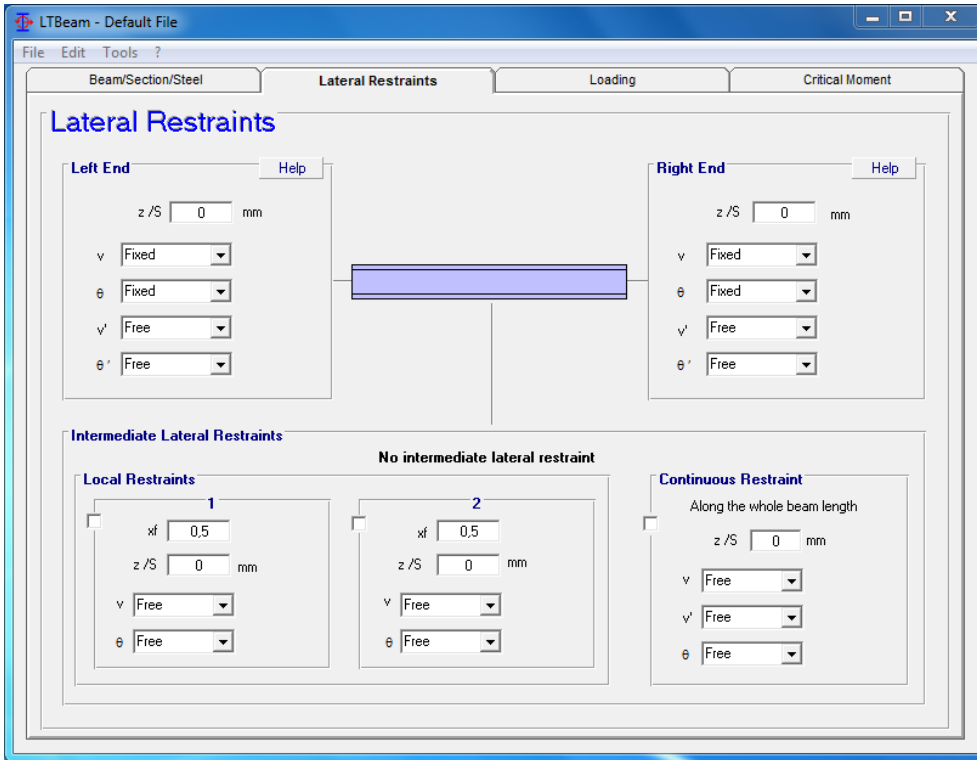 LTBeam - Default File
File Edit Tools ?
Beam/Section/Steel Lateral Restraints Loading Critical Moment
Lateral Restraints
Left End Help
z /S 0 mm
v Fixed
θ Fixed
v' Free
θ ' Free
Right End Help
z /S 0 mm
v Fixed
θ Fixed
v' Free
θ ' Free
Intermediate Lateral Restraints
No intermediate lateral restraint
Local Restraints
1
xf 0,5
z /S 0 mm
v Free
θ Free
2
xf 0,5
z /S 0 mm
v Free
θ Free
Continuous Restraint
Along the whole beam length
z /S 0 mm
v Free
v' Free
θ Free